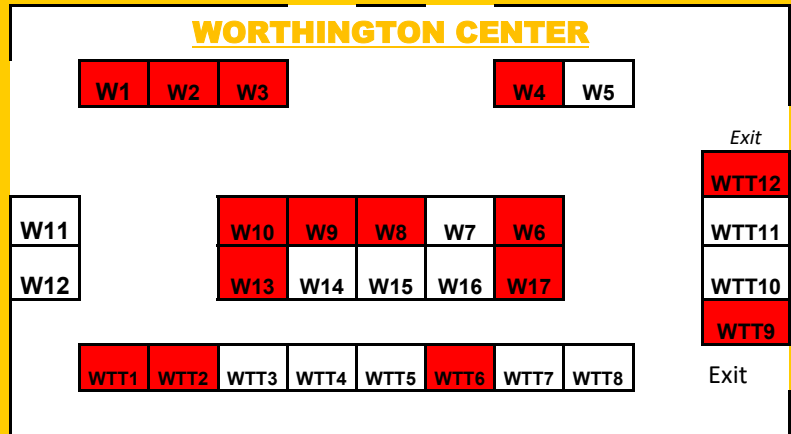 WORTHINGTON CENTER
W1 W2 W3 W4 W5
Exit
WTT12
W11 W10 W9 W8 W7 W6 WTT11
W12 W13 W14 W15 W16 W17 WTT10
WTT9
WTT1 WTT2 WTT3 WTT4 WTT5 WTT6 WTT7 WTT8 Exit